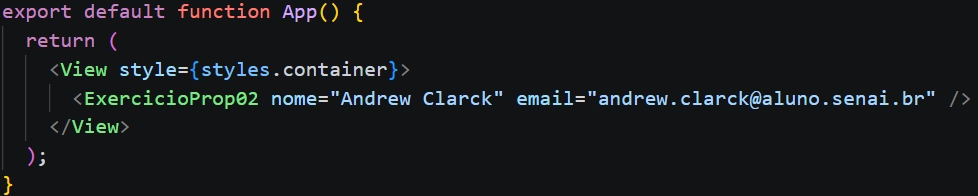 export default function App() {
  return (
    <View style={styles.container}>
      <ExercicioProp02 nome="Andrew Clarck" email="andrew.clarck@aluno.senai.br" />
    </View>
  );
}